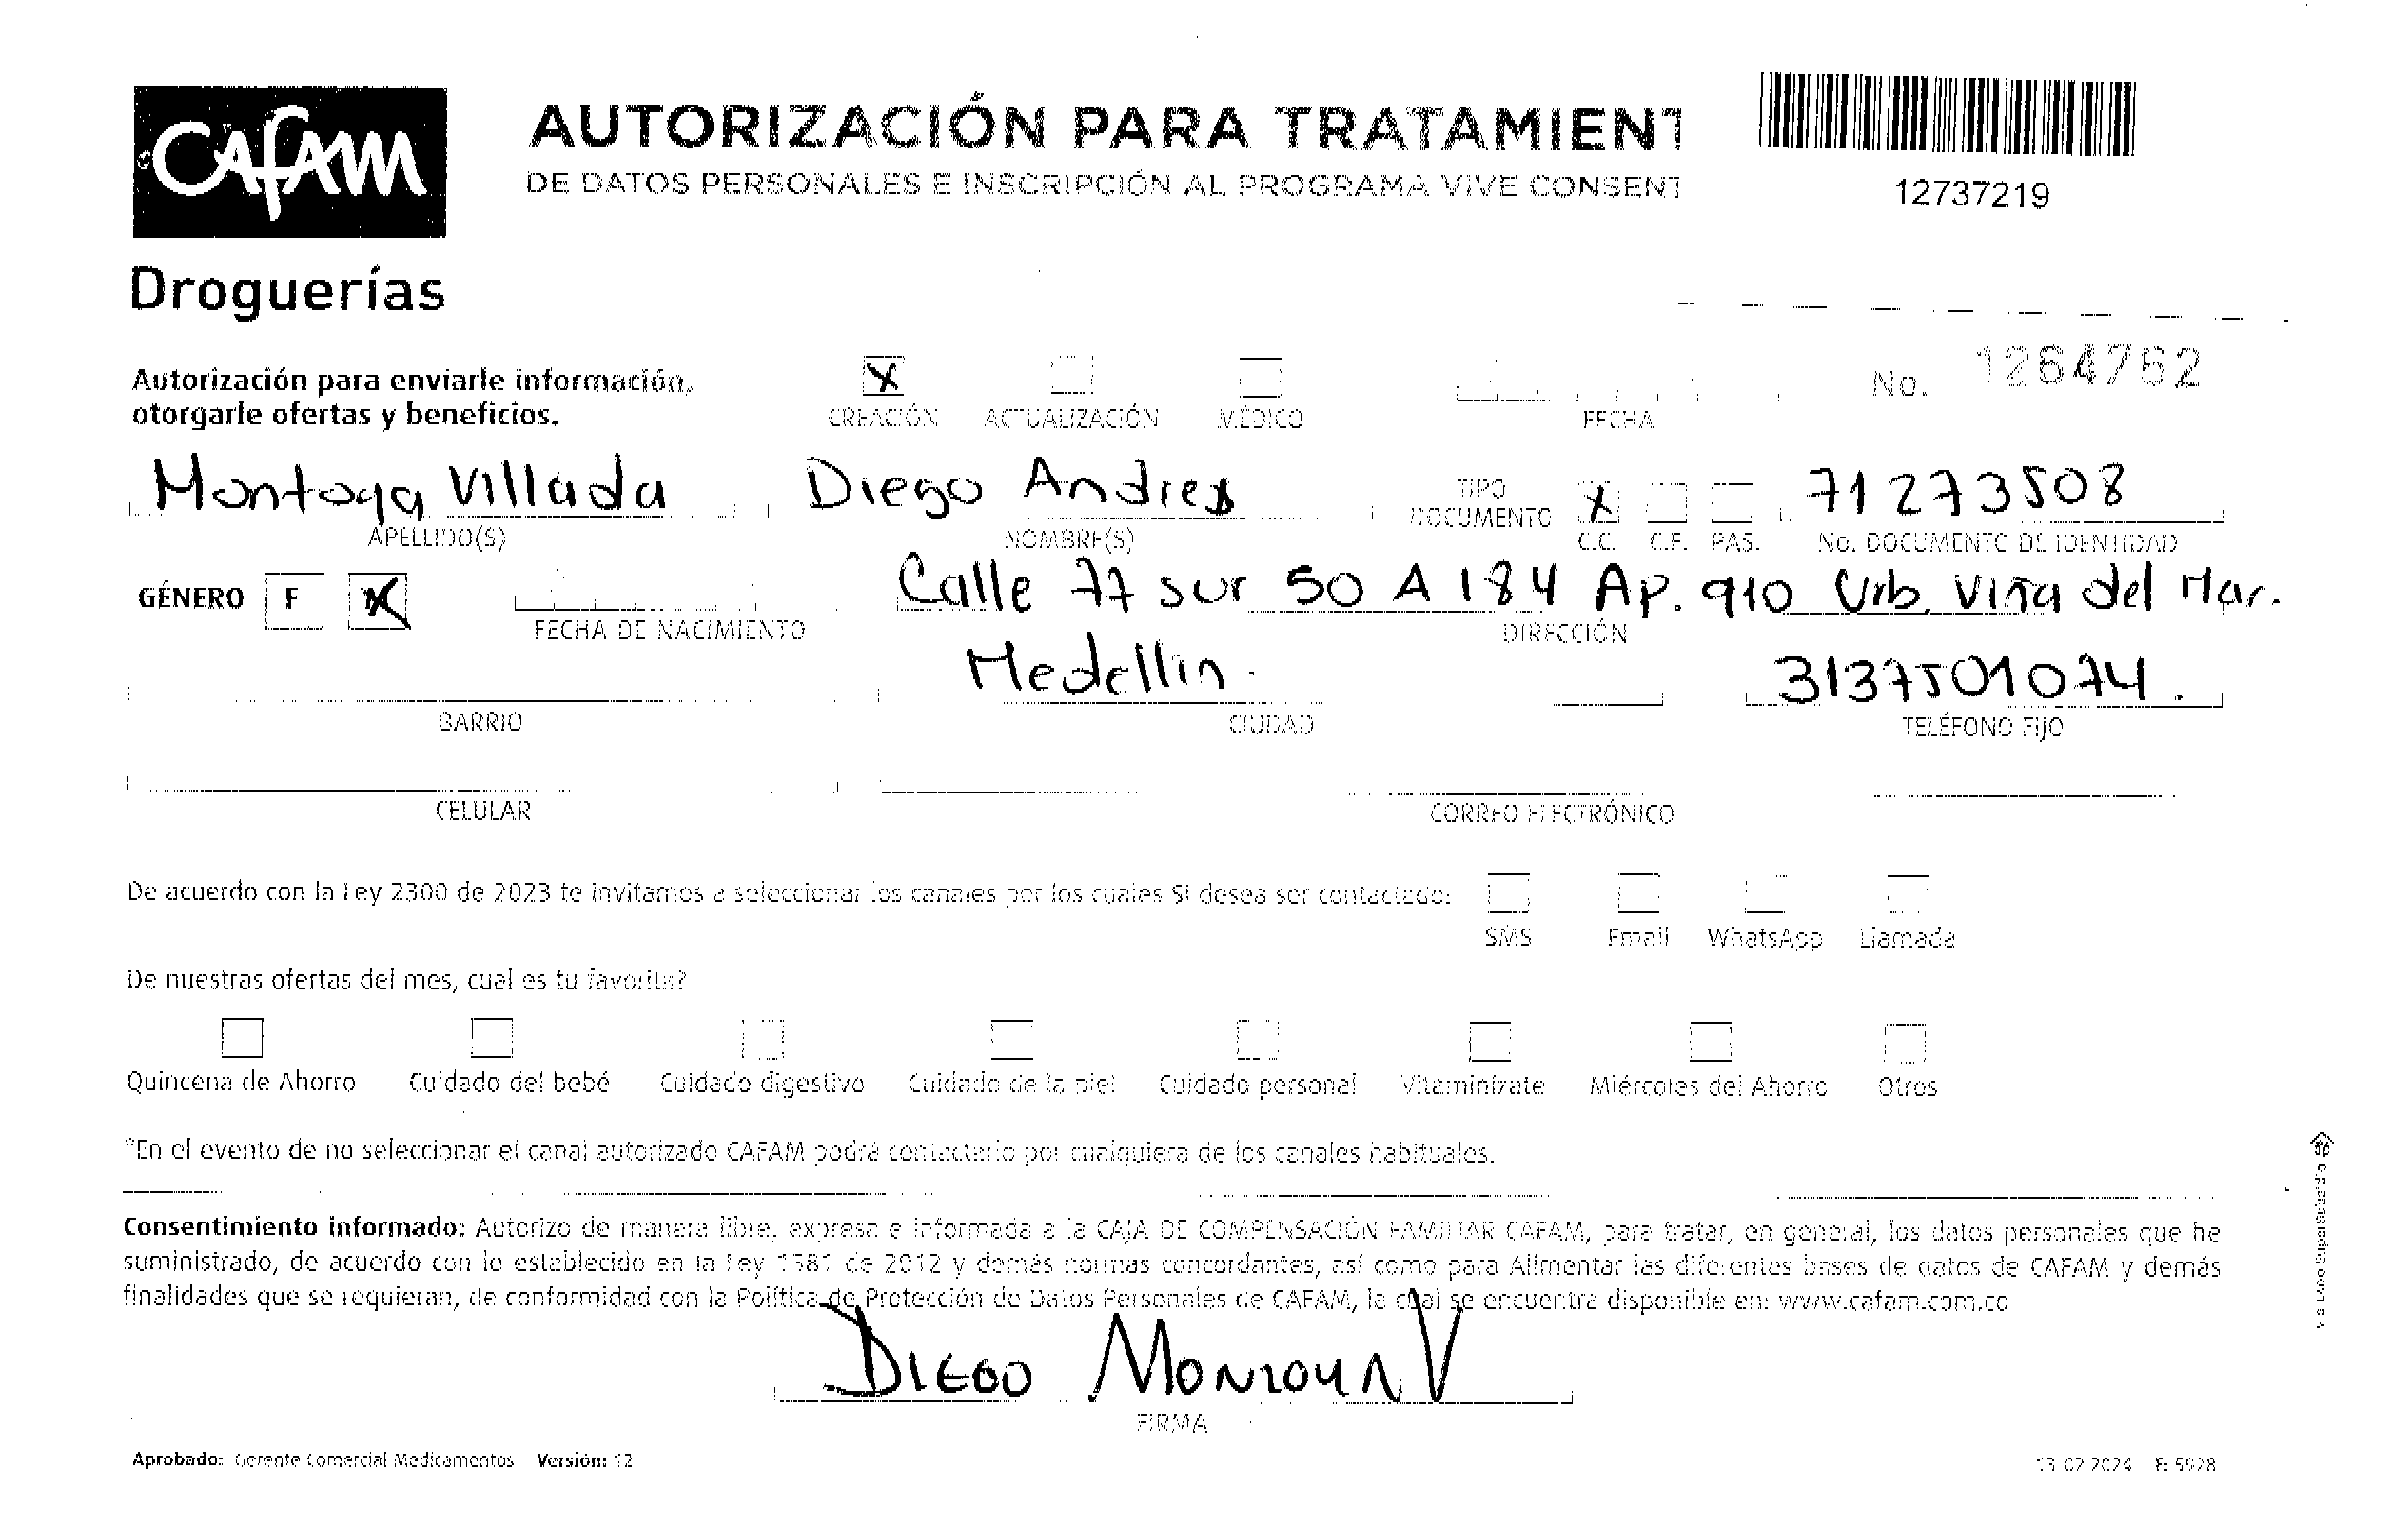 CAFAM
Droguerías
AUTORIZACIÓN PARA TRATAMIENT
DE DATOS PERSONALES E INSCRIPCIÓN AL PROGRAMA VIVE CONSENT
12737219
Autorización para enviarle información,
otorgarle ofertas y beneficios.
X
CREACIÓN ACTUALIZACIÓN MÉDICO FECHA No. 1264762
Montoya Villada Diego Andres TIPO DOCUMENTO X 71273508
APELLIDO(S) NOMBRE(S) C.C. C.E. PAS. No. DOCUMENTO DE IDENTIDAD
GÉNERO F M X Calle 77 sur 50 A 184 Ap. 910 Urb. Viña del Mar.
FECHA DE NACIMIENTO DIRECCIÓN
Medellin. 3137501074.
BARRIO CIUDAD TELÉFONO FIJO
CELULAR CORREO ELECTRÓNICO
De acuerdo con la Ley 2300 de 2023 te invitamos a seleccionar los canales por los cuales SI desea ser contactado:
SMS Email WhatsApp Llamada
De nuestras ofertas del mes, cual es tu favorita?
Quincena de Ahorro Cuidado del bebé Cuidado digestivo Cuidado de la piel Cuidado personal Vitaminízate Miércoles del Ahorro Otros
*En el evento de no seleccionar el canal autorizado CAFAM podrá contactarlo por cualquiera de los canales habituales.
Consentimiento informado: Autorizo de manera libre, expresa e informada a la CAJA DE COMPENSACIÓN FAMILIAR CAFAM, para tratar, en general, los datos personales que he
suministrado, de acuerdo con lo establecido en la Ley 1581 de 2012 y demás normas concordantes, así como para Alimentar las diferentes bases de datos de CAFAM y demás
finalidades que se requieran, de conformidad con la Política de Protección de Datos Personales de CAFAM, la cual se encuentra disponible en: www.cafam.com.co
DIEGO MONTOYA V
FIRMA
Aprobado: Gerente Comercial Medicamentos Versión: 12
13 02 2024 F: 5928